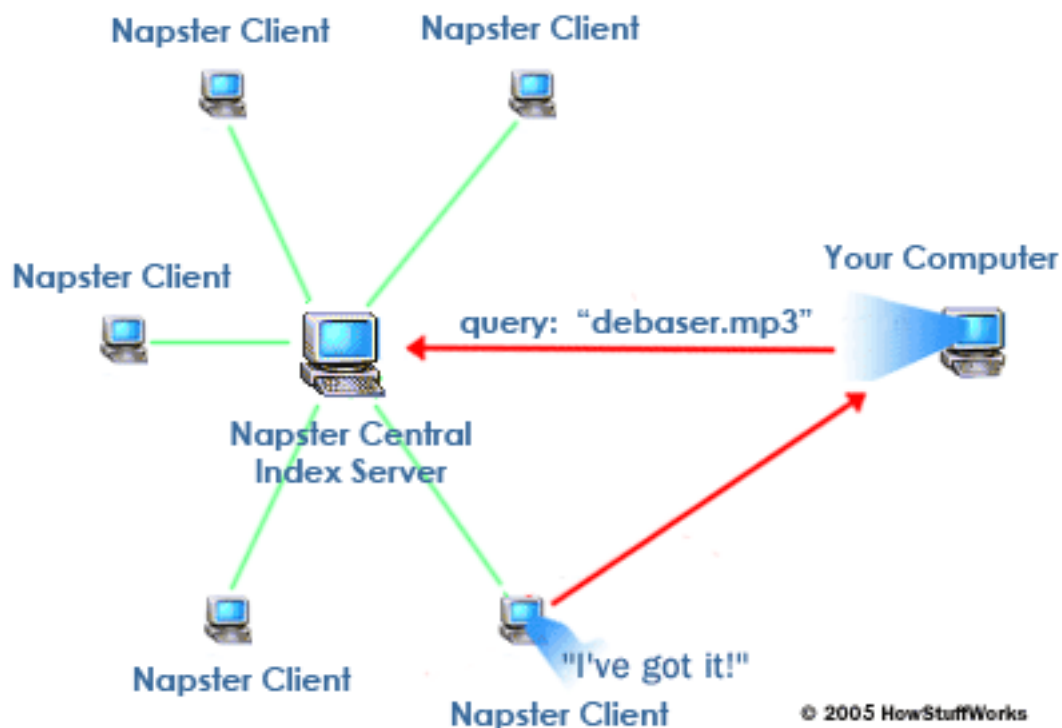 Napster Client
Napster Client
Napster Client
Your Computer
query: “debaser.mp3”
Napster Central
Index Server
"I've got it!"
Napster Client
Napster Client
© 2005 HowStuffWorks